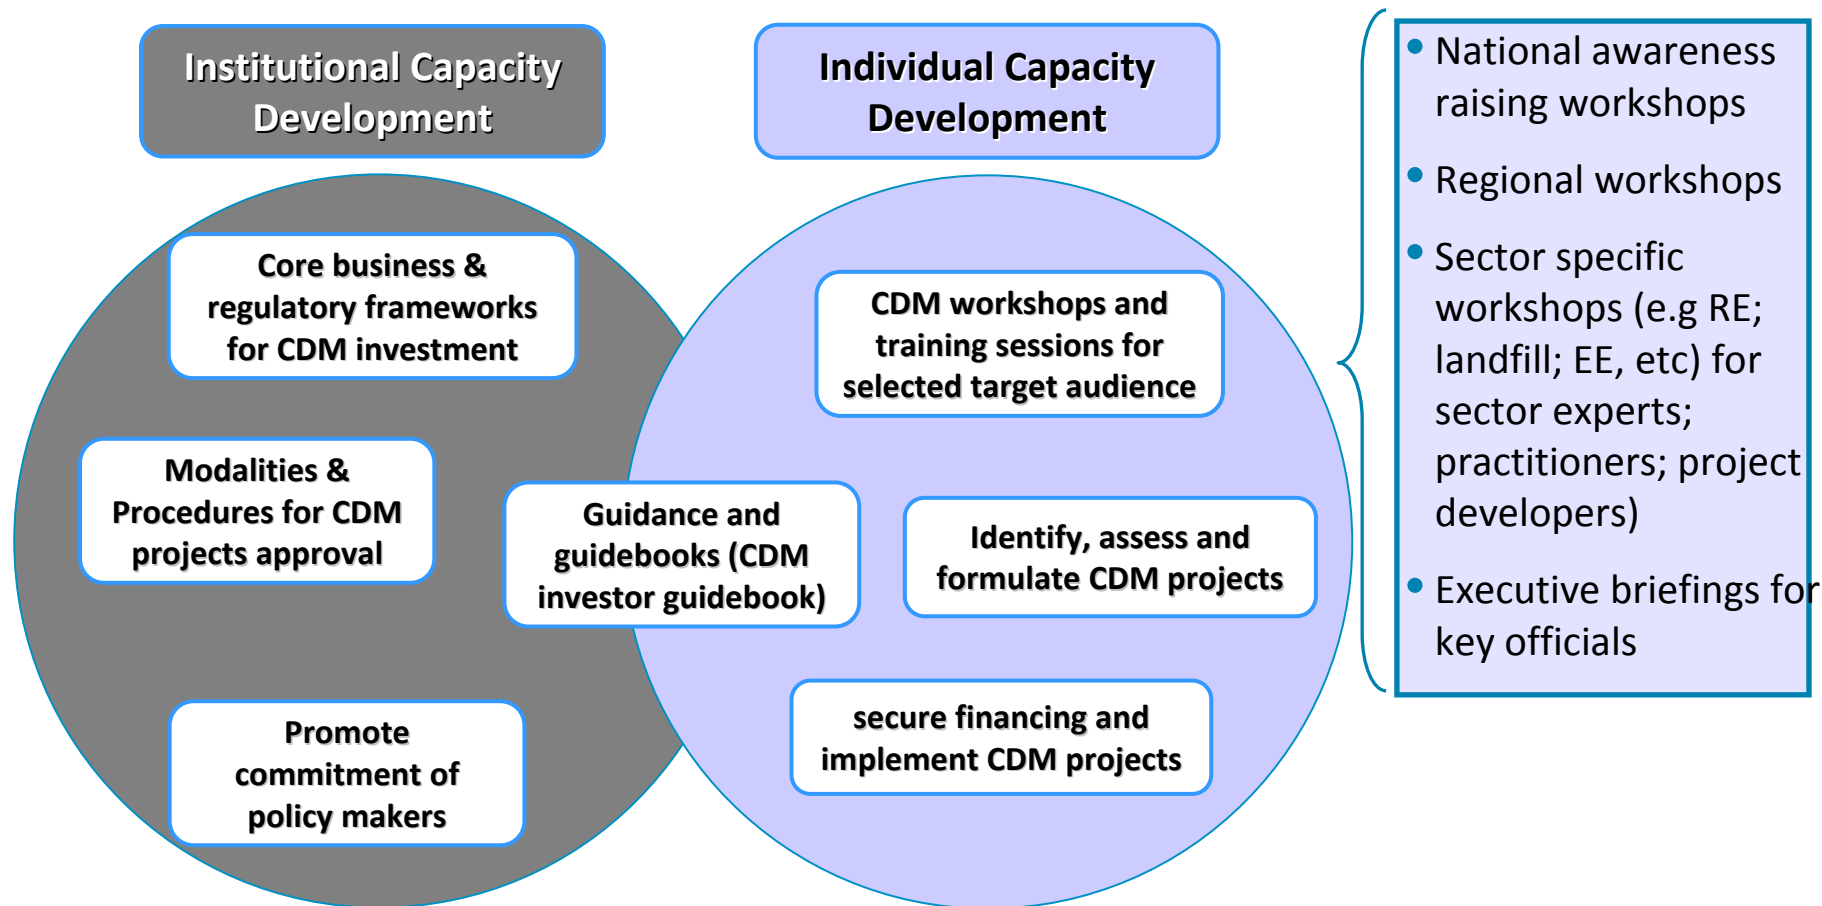 Institutional Capacity
Development
Individual Capacity
Development
Core business &
regulatory frameworks
for CDM investment
Modalities &
Procedures for CDM
projects approval
Promote
commitment of
policy makers
Guidance and
guidebooks (CDM
investor guidebook)
CDM workshops and
training sessions for
selected target audience
Identify, assess and
formulate CDM projects
secure financing and
implement CDM projects
• National awareness
raising workshops
• Regional workshops
• Sector specific
workshops (e.g RE;
landfill; EE, etc) for
sector experts;
practitioners; project
developers)
• Executive briefings for
key officials